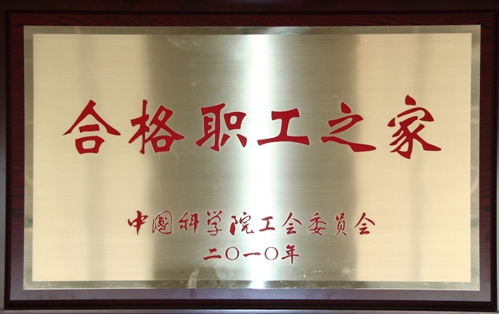 合格职工之家
中国科学院工会委员会
二〇一〇年